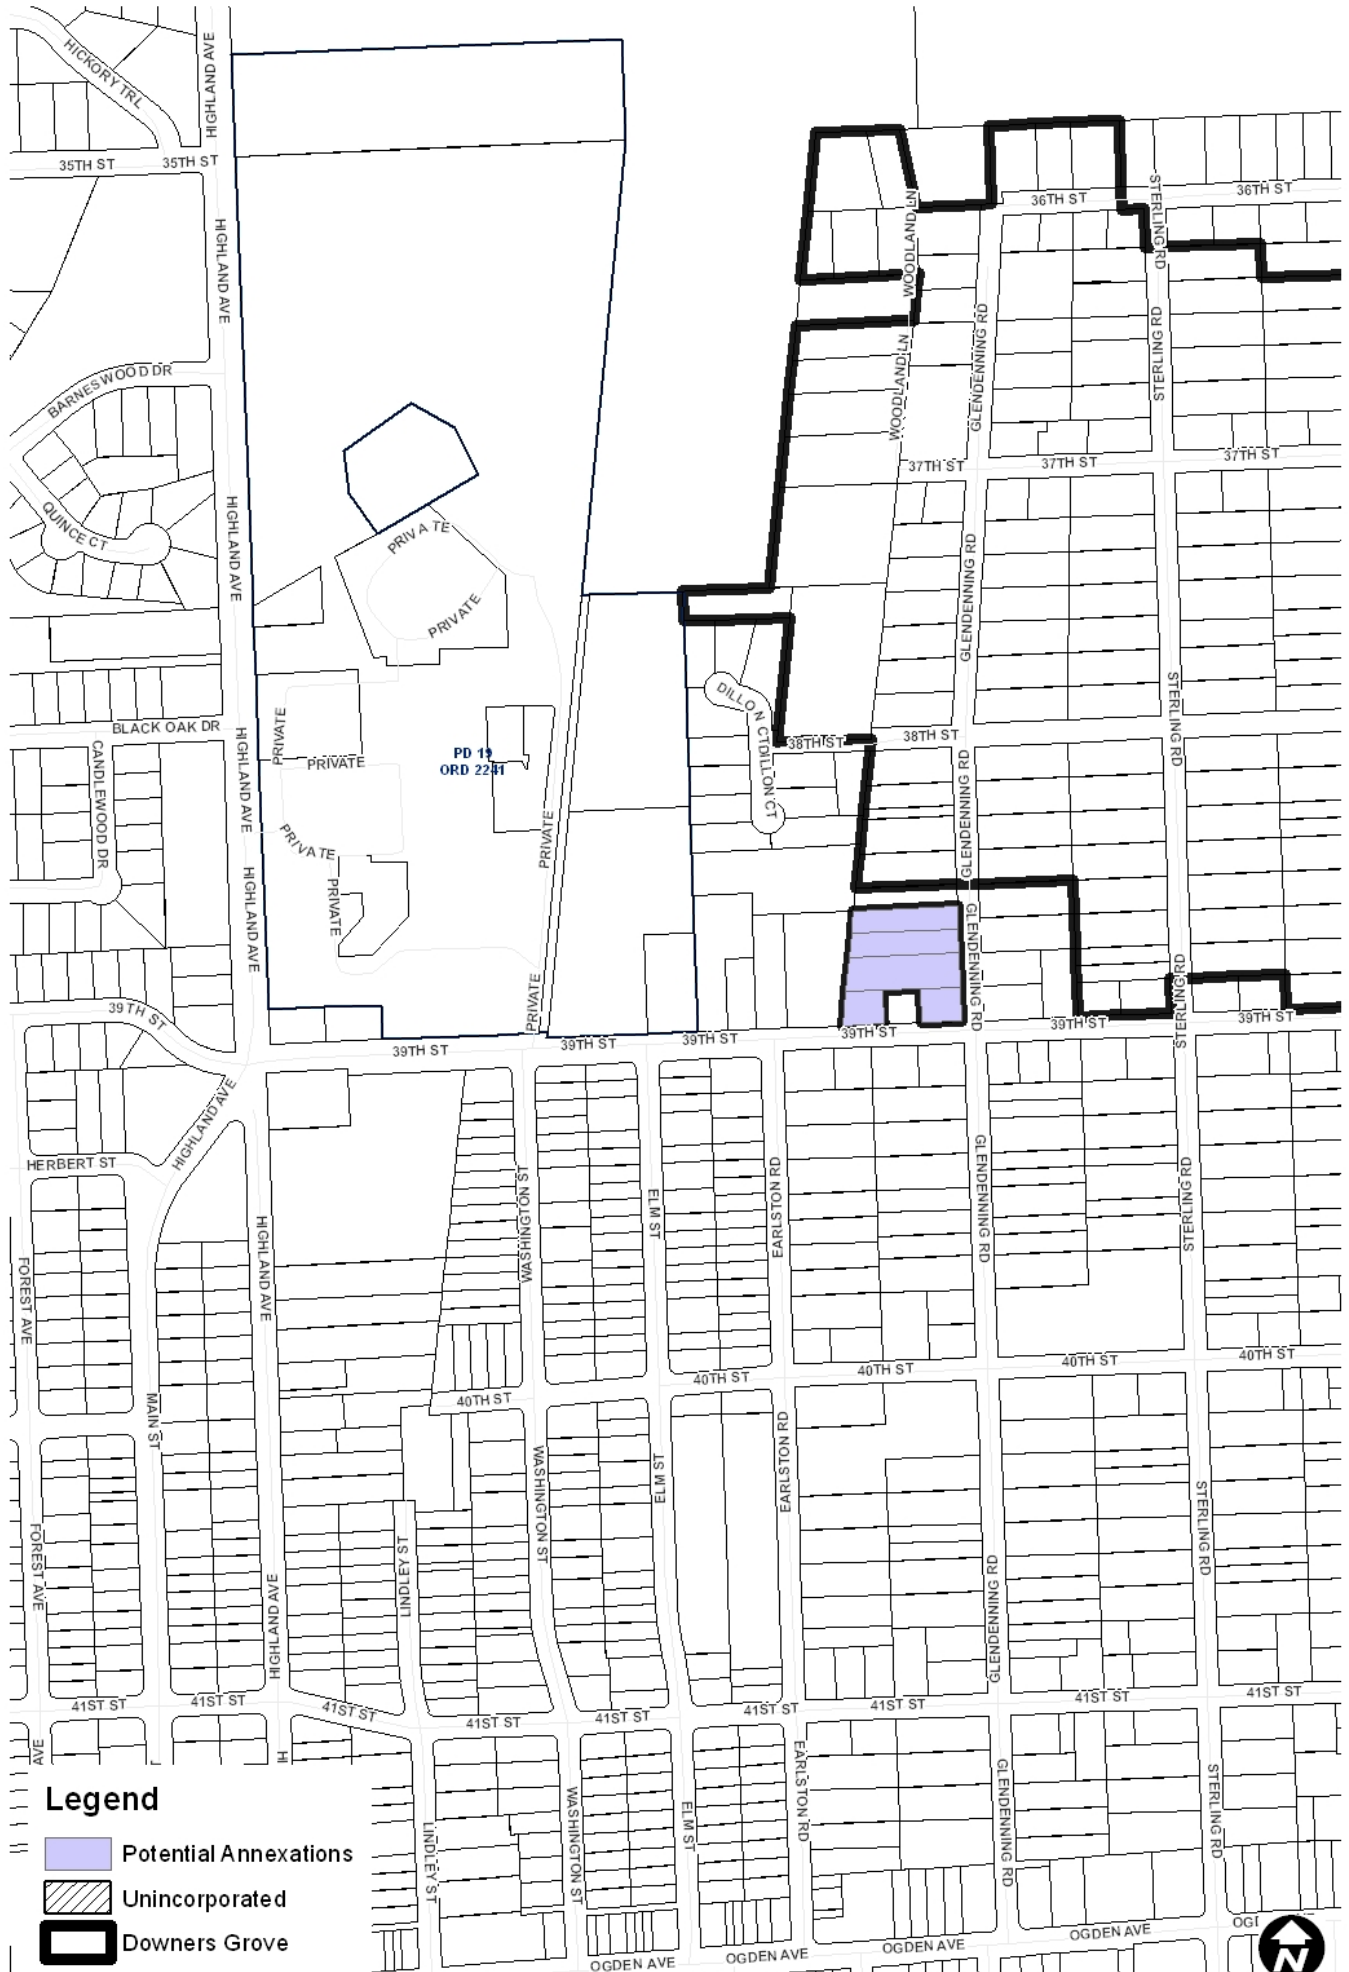 HICKORY TRL
HIGHLAND AVE
35TH ST
35TH ST
36TH ST
36TH ST
STERLING RD
WOODLAND LN
HIGHLAND AVE
GLENDENNING RD
STERLING RD
WOODLAND LN
BARNESWOOD DR
37TH ST
37TH ST
37TH ST
QUINCE CT
HIGHLAND AVE
PRIVATE
PRIVATE
GLENDENNING RD
STERLING RD
DILLON CT
DILLON CT
BLACK OAK DR
CANDLEWOOD DR
HIGHLAND AVE
PRIVATE
PRIVATE
PD 19
ORD 2241
38TH ST
38TH ST
GLENDENNING RD
PRIVATE
PRIVATE
PRIVATE
HIGHLAND AVE
GLENDENNING RD
STERLING RD
PRIVATE
39TH ST
39TH ST
39TH ST
39TH ST
39TH ST
39TH ST
39TH ST
HIGHLAND AVE
HERBERT ST
WASHINGTON ST
ELM ST
EARLSTON RD
GLENDENNING RD
STERLING RD
FOREST AVE
HIGHLAND AVE
40TH ST
40TH ST
40TH ST
40TH ST
40TH ST
MAIN ST
WASHINGTON ST
ELM ST
EARLSTON RD
STERLING RD
FOREST AVE
LINDLEY ST
HIGHLAND AVE
GLENDENNING RD
41ST ST
41ST ST
41ST ST
41ST ST
41ST ST
41ST ST
41ST ST
41ST ST
41ST ST
AVE
HI
EARLSTON RD
GLENDENNING RD
STERLING RD
WASHINGTON ST
ELM ST
LINDLEY ST
Legend
Potential Annexations
Unincorporated
Downers Grove
OGDEN AVE
OGDEN AVE
OGDEN AVE
OGDEN AVE
N